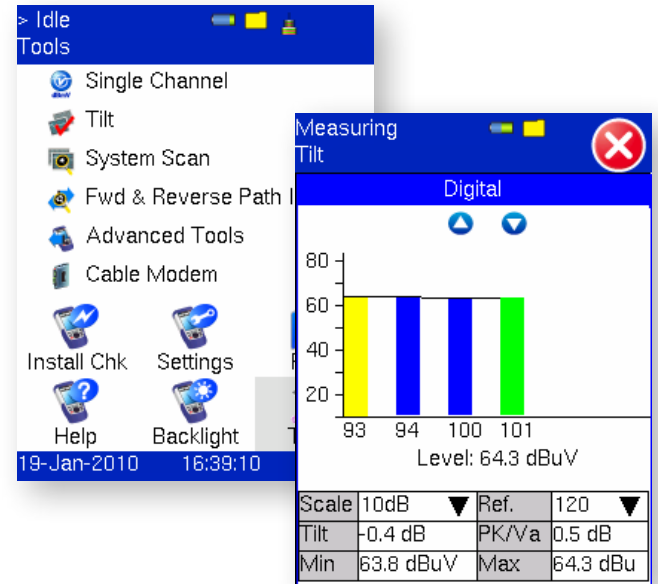 > Idle
Tools
Single Channel
Tilt
System Scan
Fwd & Reverse Path
Advanced Tools
Cable Modem
Install Chk
Settings
Help
Backlight
19-Jan-2010
16:39:10
Measuring
Tilt
Digital
80
60
40
20
93 94 100 101
Level: 64.3 dBuV
Scale 10dB Ref. 120
Tilt -0.4 dB PK/Va 0.5 dB
Min 63.8 dBuV Max 64.3 dBu